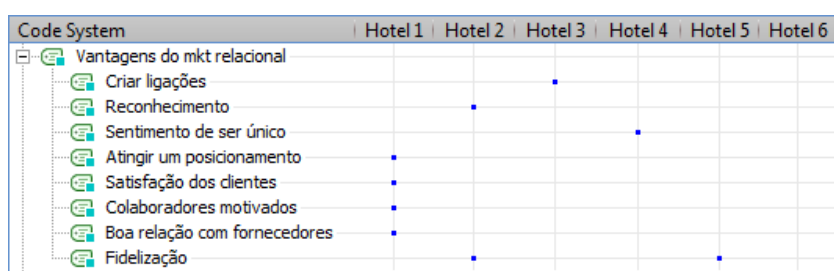 Code System Hotel 1 Hotel 2 Hotel 3 Hotel 4 Hotel 5 Hotel 6
Vantagens do mkt relacional
Criar ligações
Reconhecimento
Sentimento de ser único
Atingir um posicionamento
Satisfação dos clientes
Colaboradores motivados
Boa relação com fornecedores
Fidelização